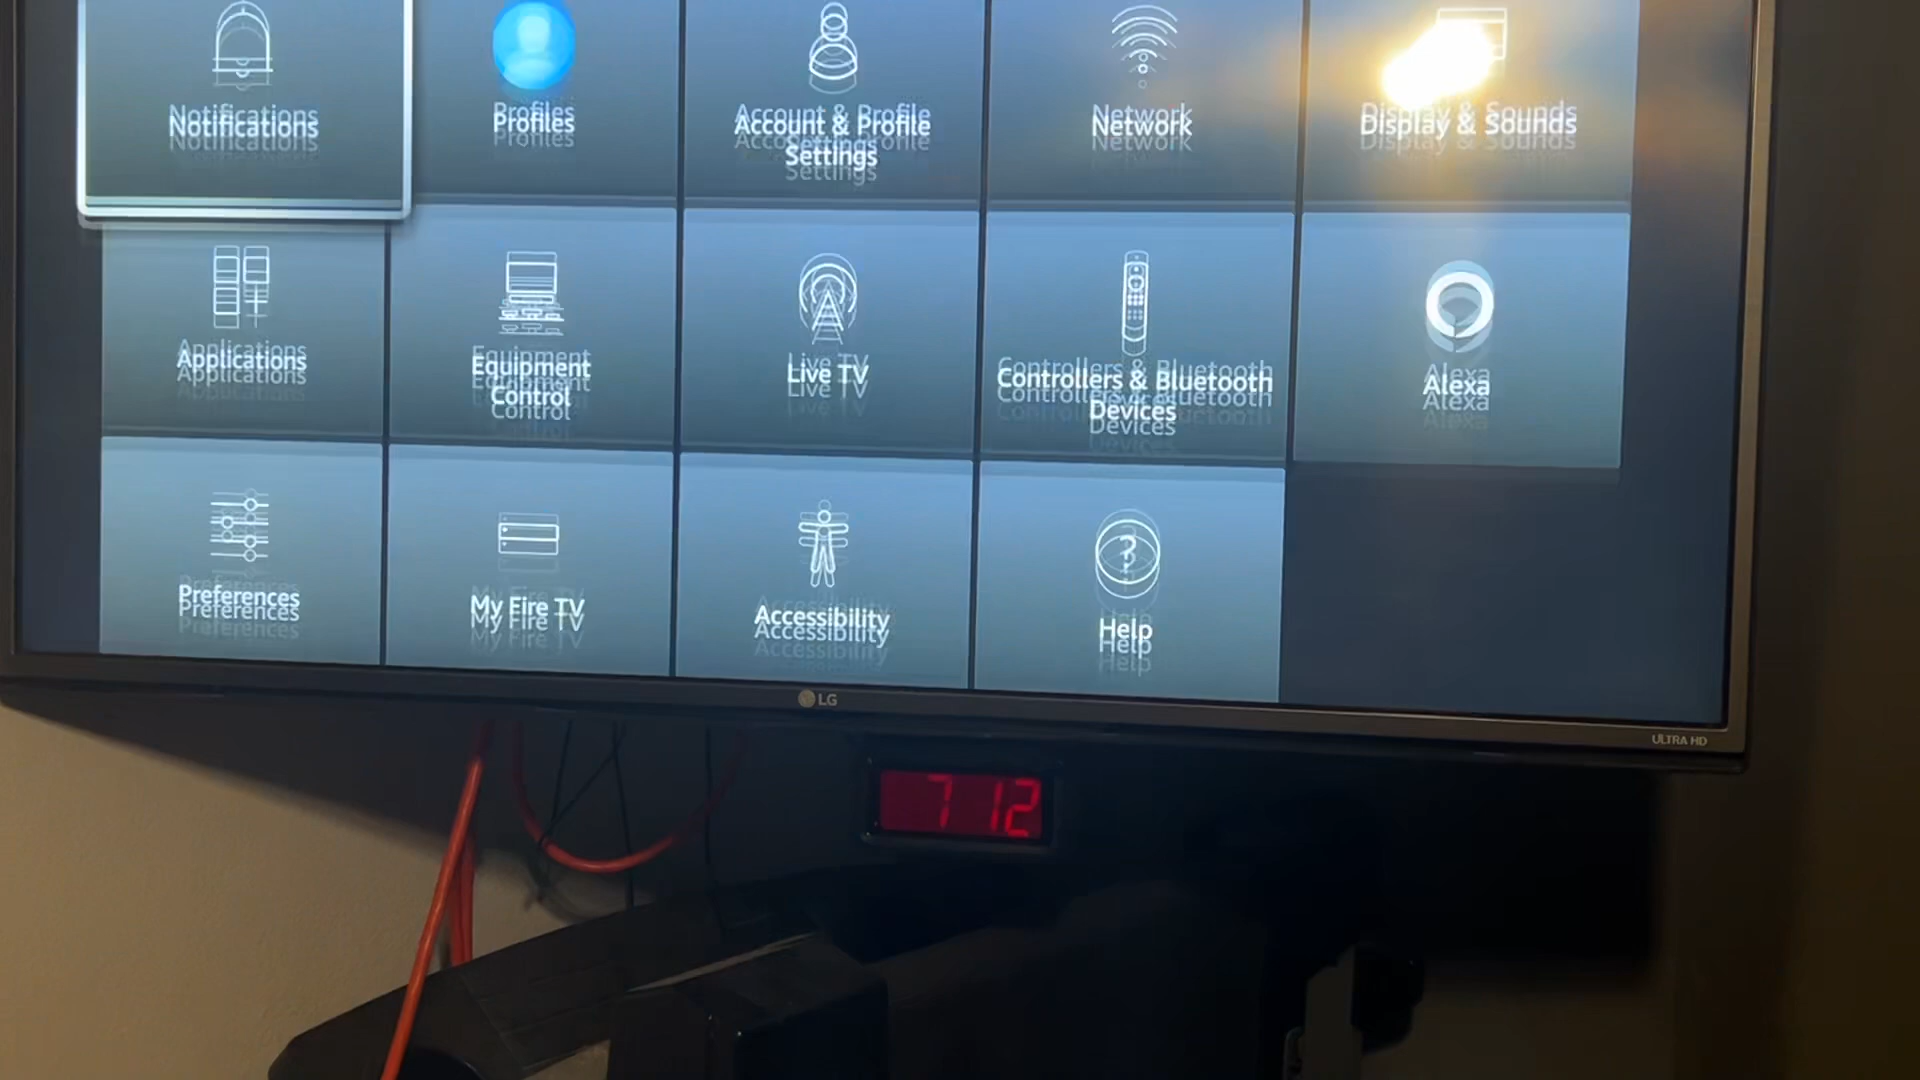 Notifications
Profiles
Account & Profile
Settings
Network
Display & Sounds
Applications
Equipment
Control
Live TV
Controllers & Bluetooth
Devices
Alexa
Preferences
My Fire TV
Accessibility
Help
LG
ULTRA HD
7 12